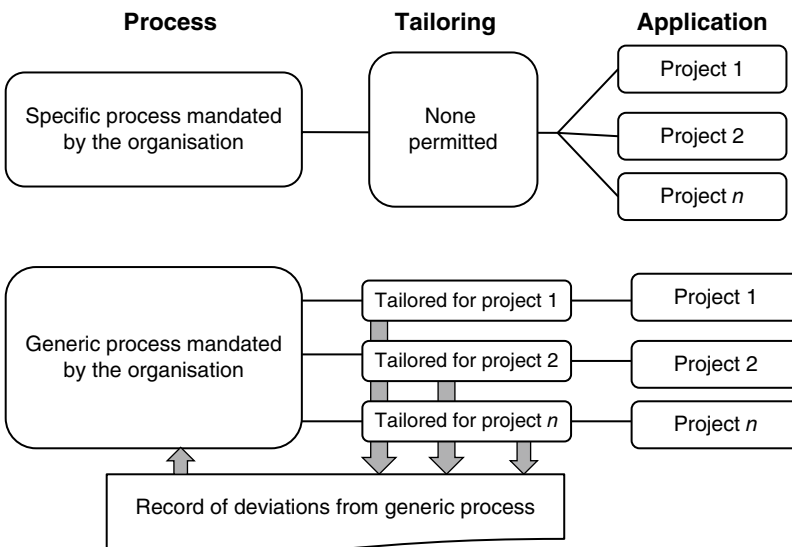 Process
Tailoring
Application
Specific process mandated
by the organisation
None
permitted
Project 1
Project 2
Project n
Generic process mandated
by the organisation
Tailored for project 1
Project 1
Tailored for project 2
Project 2
Tailored for project n
Project n
Record of deviations from generic process